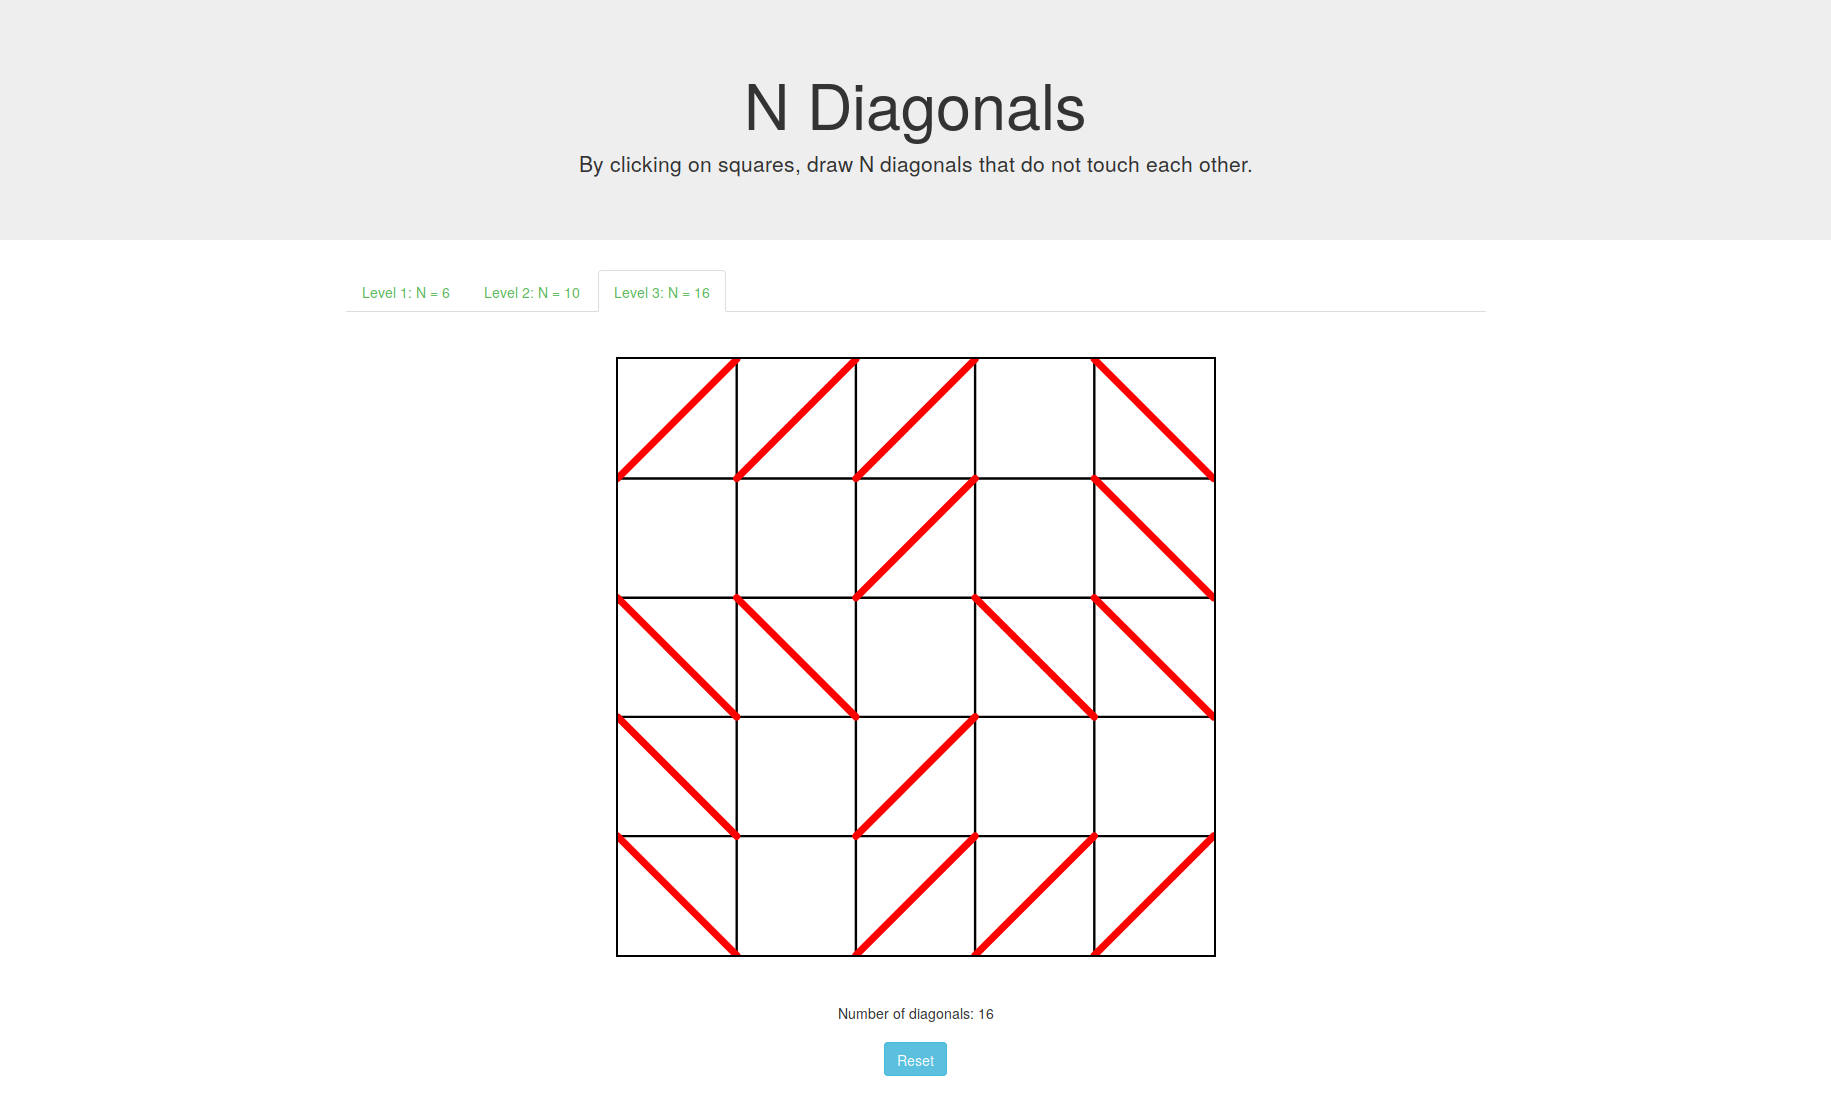 N Diagonals
By clicking on squares, draw N diagonals that do not touch each other.
Level 1: N = 6
Level 2: N = 10
Level 3: N = 16
Number of diagonals: 16
Reset